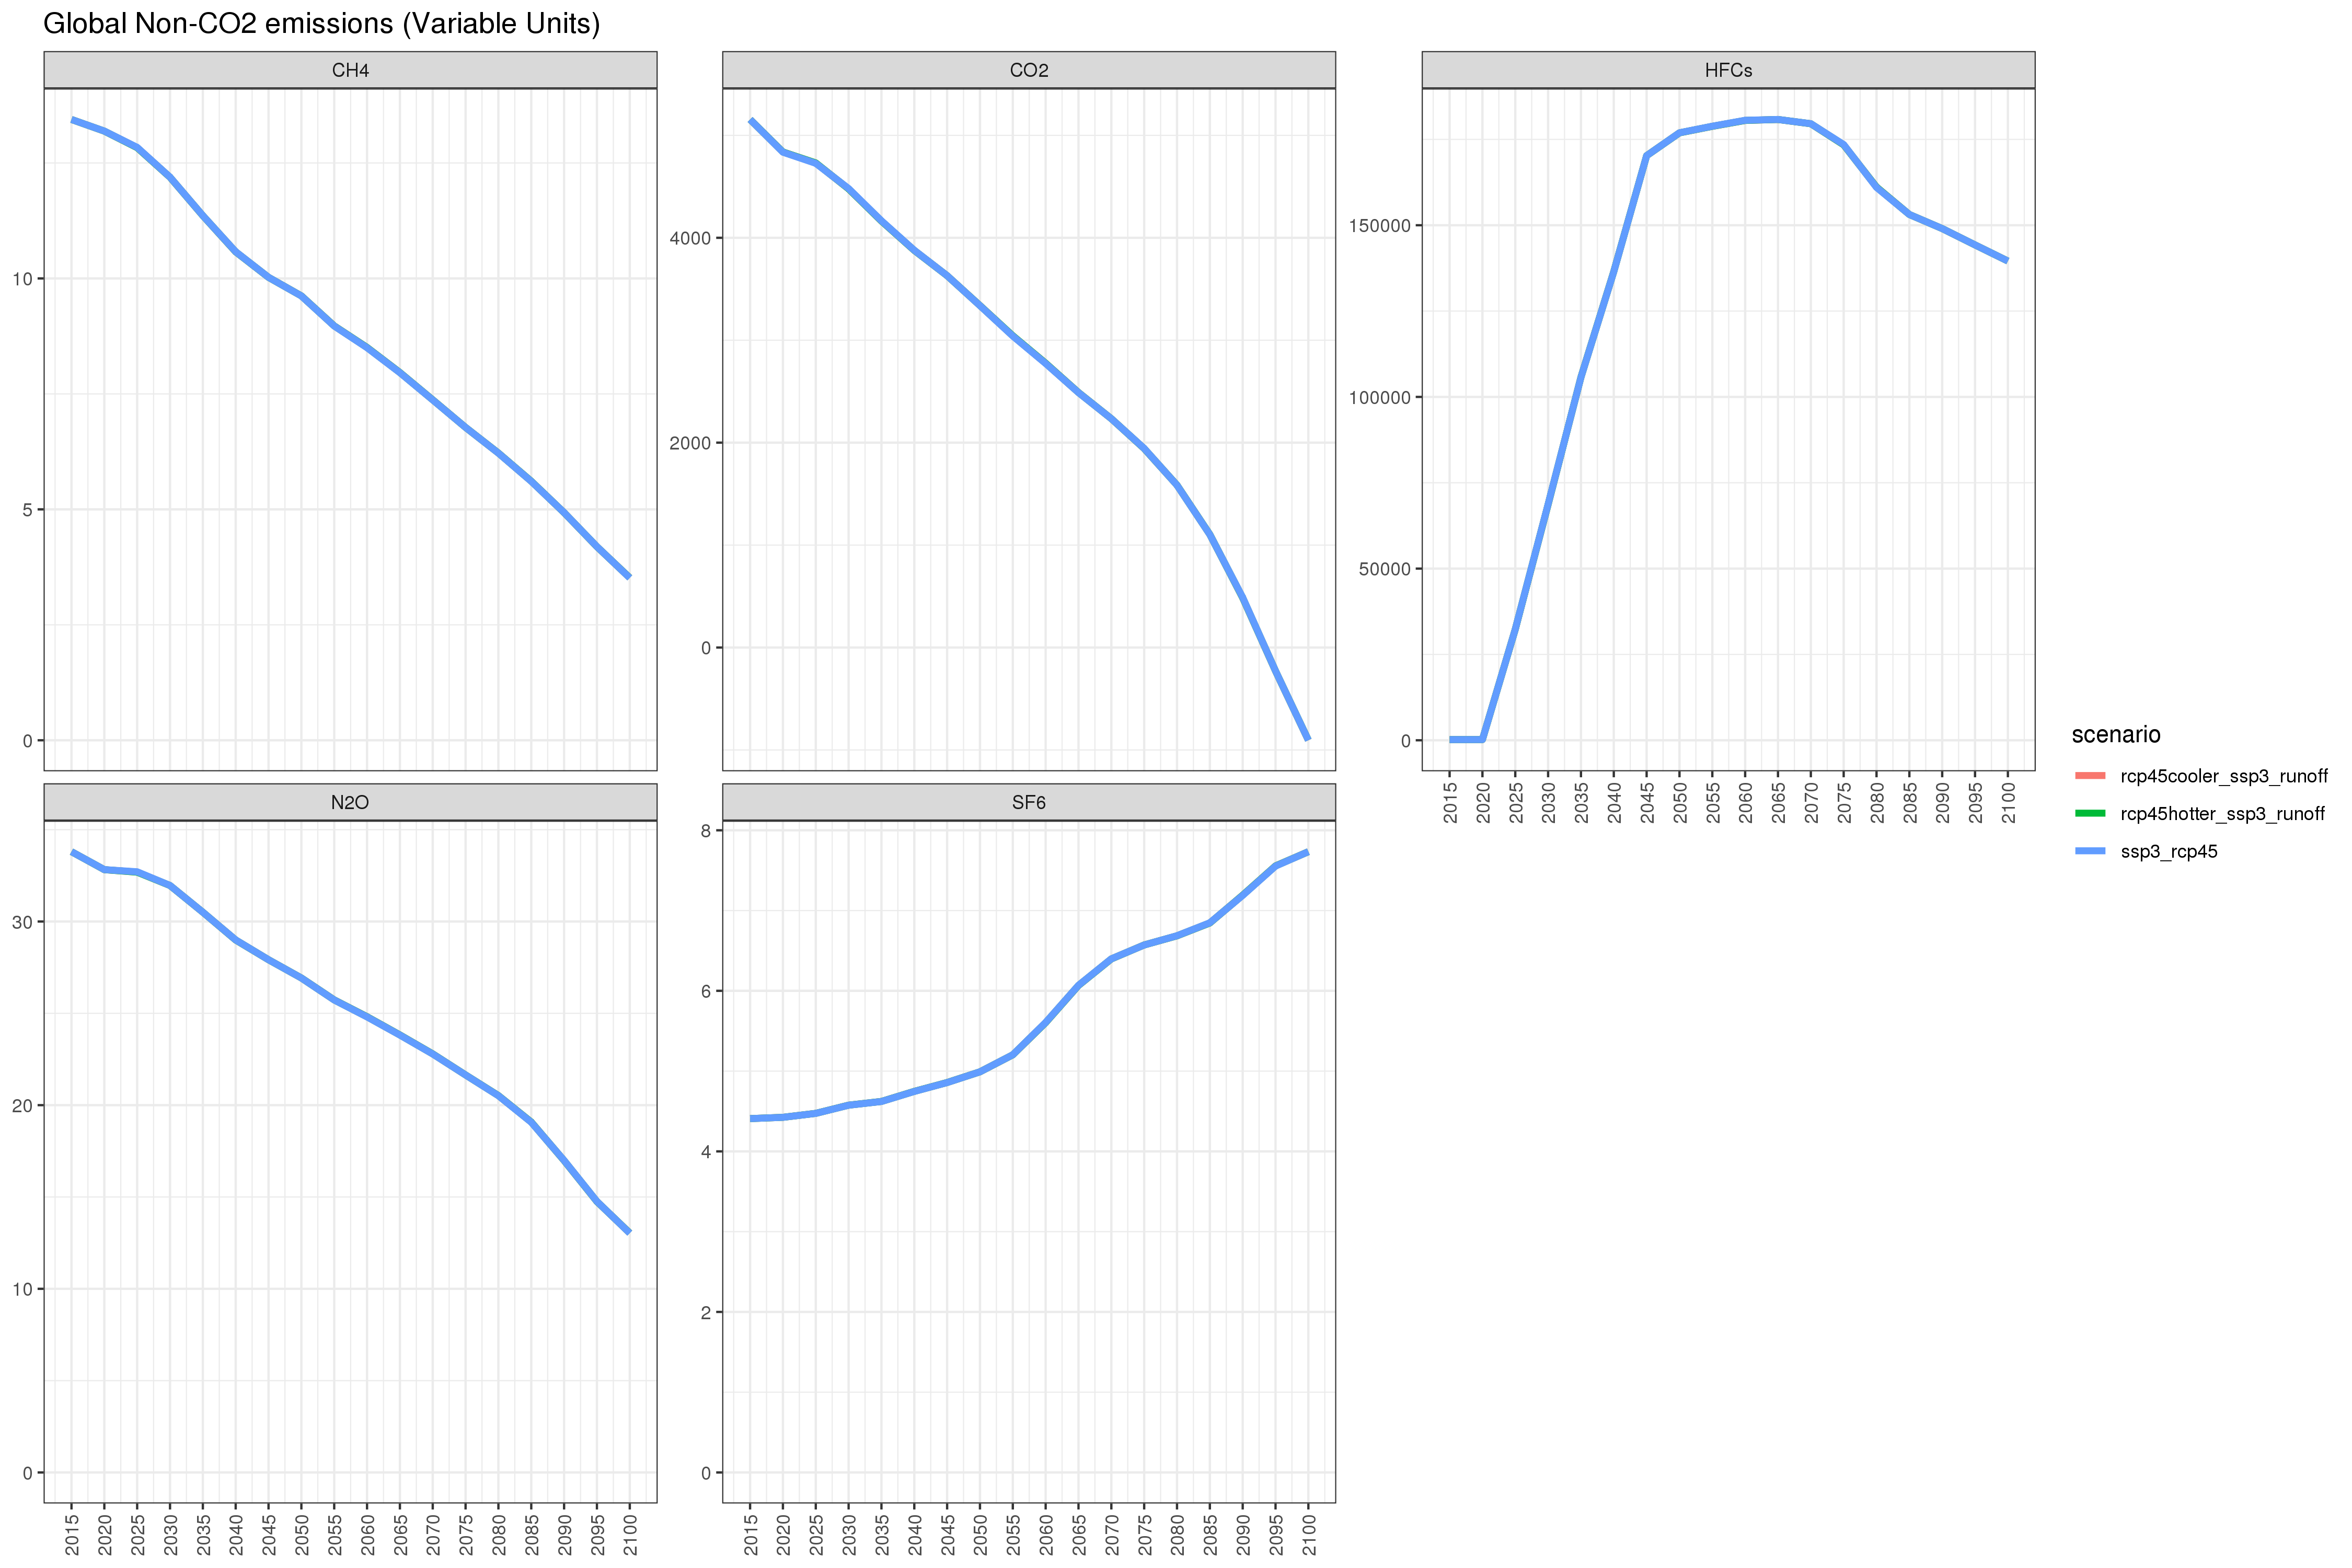 Global Non-CO2 emissions (Variable Units)
CH4
CO2
HFCs
10
5
0
4000
2000
0
150000
100000
50000
0
2015 2020 2025 2030 2035 2040 2045 2050 2055 2060 2065 2070 2075 2080 2085 2090 2095 2100
scenario
rcp45cooler_ssp3_runoff
rcp45hotter_ssp3_runoff
ssp3_rcp45
N2O
SF6
30
20
10
0
8
6
4
2
0
2015 2020 2025 2030 2035 2040 2045 2050 2055 2060 2065 2070 2075 2080 2085 2090 2095 2100
2015 2020 2025 2030 2035 2040 2045 2050 2055 2060 2065 2070 2075 2080 2085 2090 2095 2100